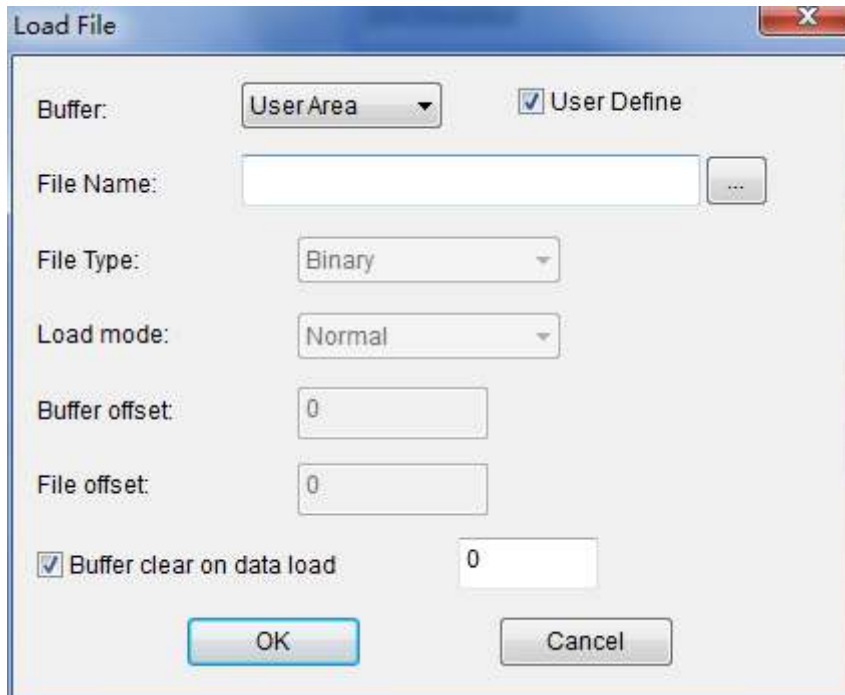 Load File
Buffer: User Area User Define
File Name: ...
File Type: Binary
Load mode: Normal
Buffer offset: 0
File offset: 0
Buffer clear on data load 0
OK Cancel